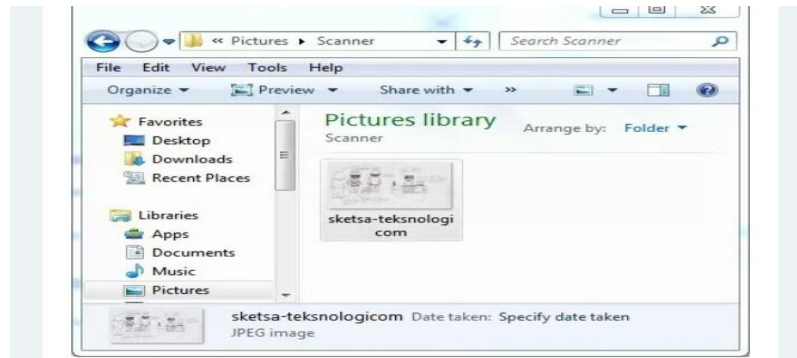 « Pictures ▸ Scanner
Search Scanner
File Edit View Tools Help
Organize Preview Share with »
Favorites
Desktop
Downloads
Recent Places
Libraries
Apps
Documents
Music
Pictures
Pictures library
Scanner
Arrange by: Folder
sketsa-teksnologi
com
sketsa-teksnologicom Date taken: Specify date taken
JPEG image